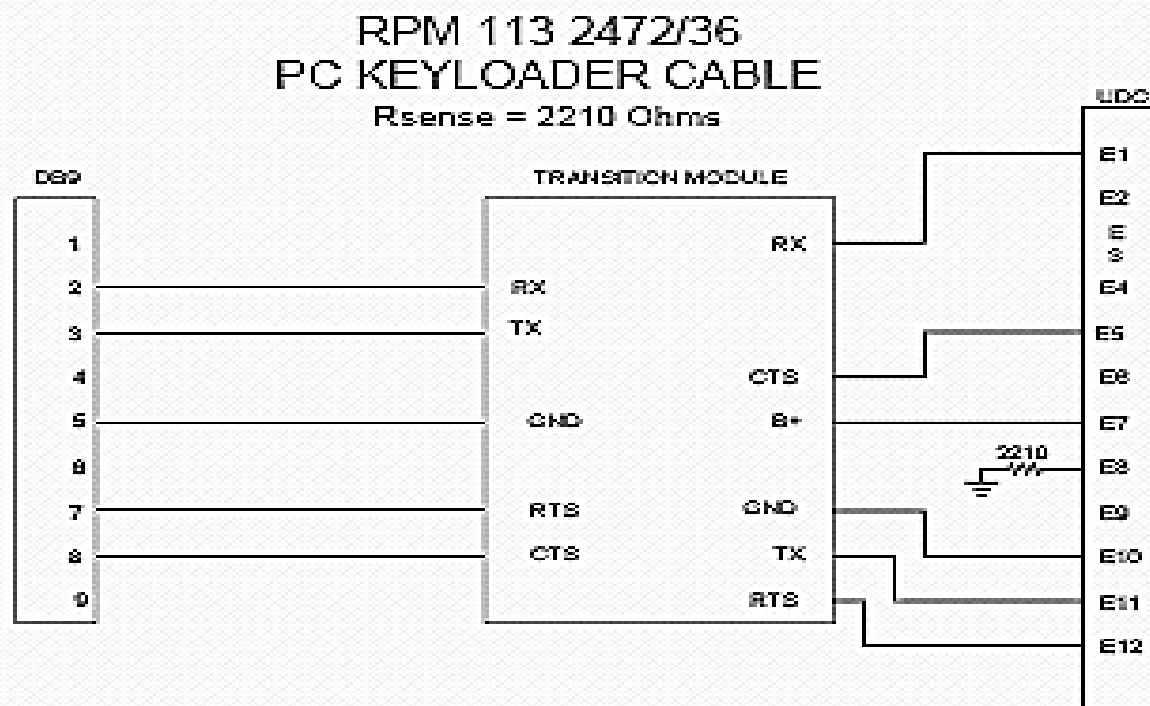 RPM 113 2472/36
PC KEYLOADER CABLE
Rsense = 2210 Ohms
UDC
DB9
TRANSITION MODULE
1
2
3
4
5
6
7
8
9
RX
TX
GND
RTS
CTS
RX
CTS
B+
GND
TX
RTS
2210
E1
E2
E
3
E4
E5
E6
E7
E8
E9
E10
E11
E12